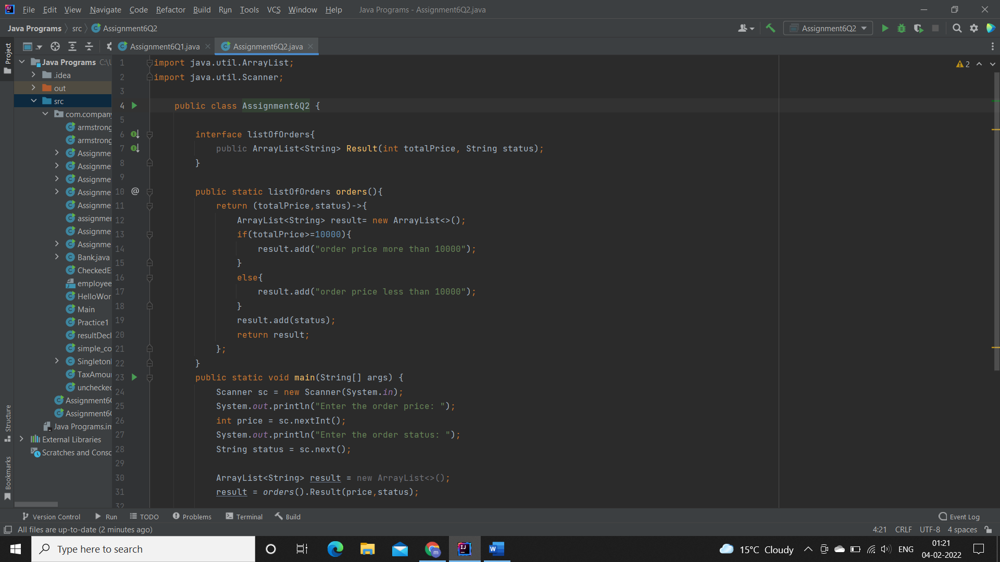 File Edit View Navigate Code Refactor Build Run Tools VCS Window Help Java Programs - Assignment6Q2.java
Java Programs src Assignment6Q2 Assignment6Q2
Project Assignment6Q1.java Assignment6Q2.java
Java Programs C:\
.idea
out
src
com.company
armstrong
armstrong
Assignme
Assignme
Assignme
Assignme
Assignme
assignmen
Assignme
Assignme
Bank.java
CheckedE
employee
HelloWor
Main
Practice1
resultDecl
simple_co
Singleton
TaxAmou
unchecked
Assignment6
Assignment6
Java Programs.im
External Libraries
Scratches and Consc
Structure
Bookmarks
2
1 import java.util.ArrayList;
2 import java.util.Scanner;
3
4 public class Assignment6Q2 {
5
6 interface listOfOrders{
7 public ArrayList<String> Result(int totalPrice, String status);
8 }
9
10 @ public static listOfOrders orders(){
11 return (totalPrice,status)->{
12 ArrayList<String> result= new ArrayList<>();
13 if(totalPrice>=10000){
14 result.add("order price more than 10000");
15 }
16 else{
17 result.add("order price less than 10000");
18 }
19 result.add(status);
20 return result;
21 };
22 }
23 public static void main(String[] args) {
24 Scanner sc = new Scanner(System.in);
25 System.out.println("Enter the order price: ");
26 int price = sc.nextInt();
27 System.out.println("Enter the order status: ");
28 String status = sc.next();
29
30 ArrayList<String> result = new ArrayList<>();
31 result = orders().Result(price,status);
32
Version Control Run TODO Problems Terminal Build Event Log
All files are up-to-date (2 minutes ago) 4:21 CRLF UTF-8 4 spaces
Type here to search 15°C Cloudy ENG 01:21
04-02-2022